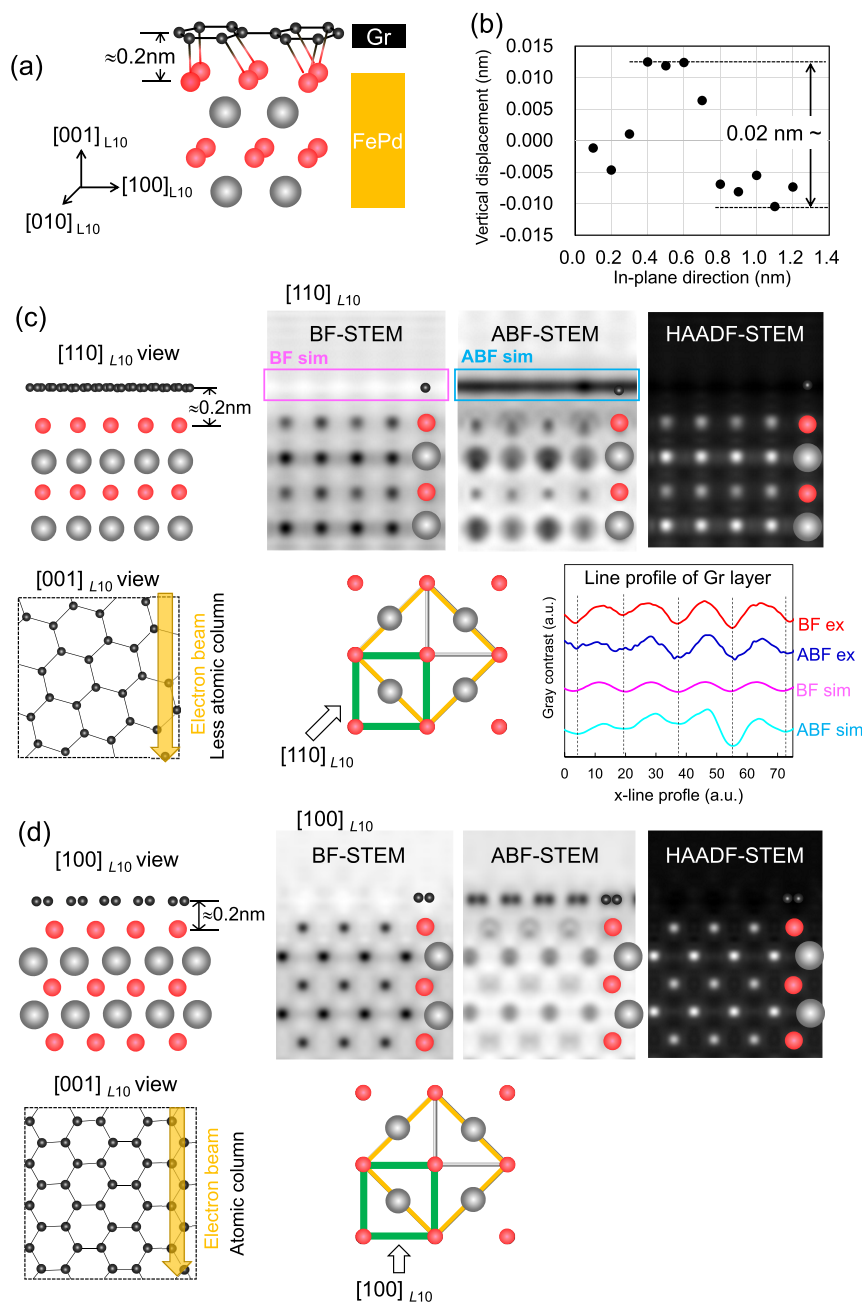 (a)
≈0.2nm
Gr
FePd
[001] L10
[100] L10
[010] L10
(b)
Vertical displacement (nm)
0.015
0.010
0.005
0.000
-0.005
-0.010
-0.015
0.02 nm ~
0.0 0.2 0.4 0.6 0.8 1.0 1.2 1.4
In-plane direction (nm)
(c)
[110] L10 view
≈0.2nm
[110] L10
BF-STEM
BF sim
ABF-STEM
ABF sim
HAADF-STEM
[001] L10 view
Electron beam
Less atomic column
[110] L10
Line profile of Gr layer
Gray contrast (a.u.)
BF ex
ABF ex
BF sim
ABF sim
0 10 20 30 40 50 60 70
x-line profle (a.u.)
(d)
[100] L10 view
≈0.2nm
[100] L10
BF-STEM
ABF-STEM
HAADF-STEM
[001] L10 view
Electron beam
Atomic column
[100] L10